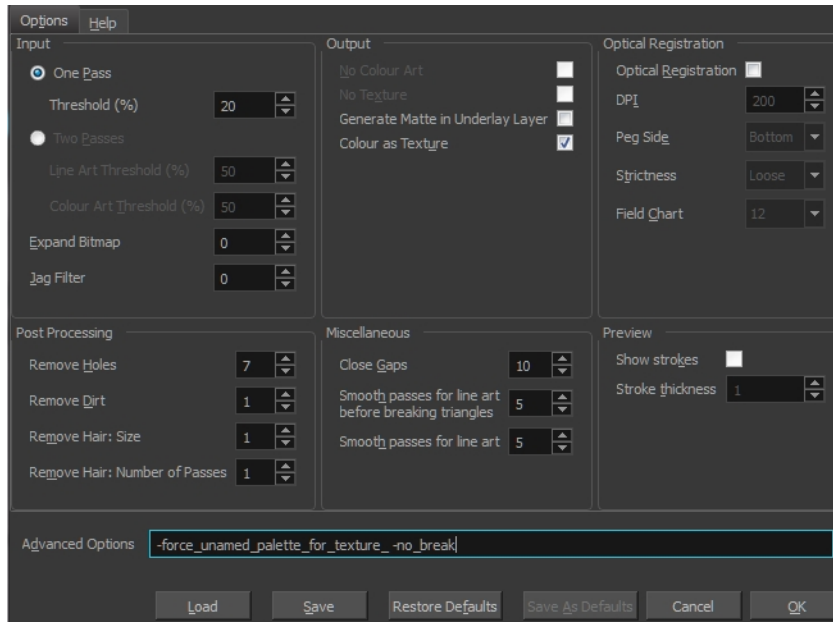 Options Help
Input
One Pass
Threshold (%) 20
Two Passes
Line Art Threshold (%) 50
Colour Art Threshold (%) 50
Expand Bitmap 0
Jag Filter 0
Output
No Colour Art
No Texture
Generate Matte in Underlay Layer
Colour as Texture
Optical Registration
Optical Registration
DPI 200
Peg Side Bottom
Strictness Loose
Field Chart 12
Post Processing
Remove Holes 7
Remove Dirt 1
Remove Hair: Size 1
Remove Hair: Number of Passes 1
Miscellaneous
Close Gaps 10
Smooth passes for line art
before breaking triangles 5
Smooth passes for line art 5
Preview
Show strokes
Stroke thickness 1
Advanced Options -force_unamed_palette_for_texture_ -no_break
Load Save Restore Defaults Save As Defaults Cancel OK